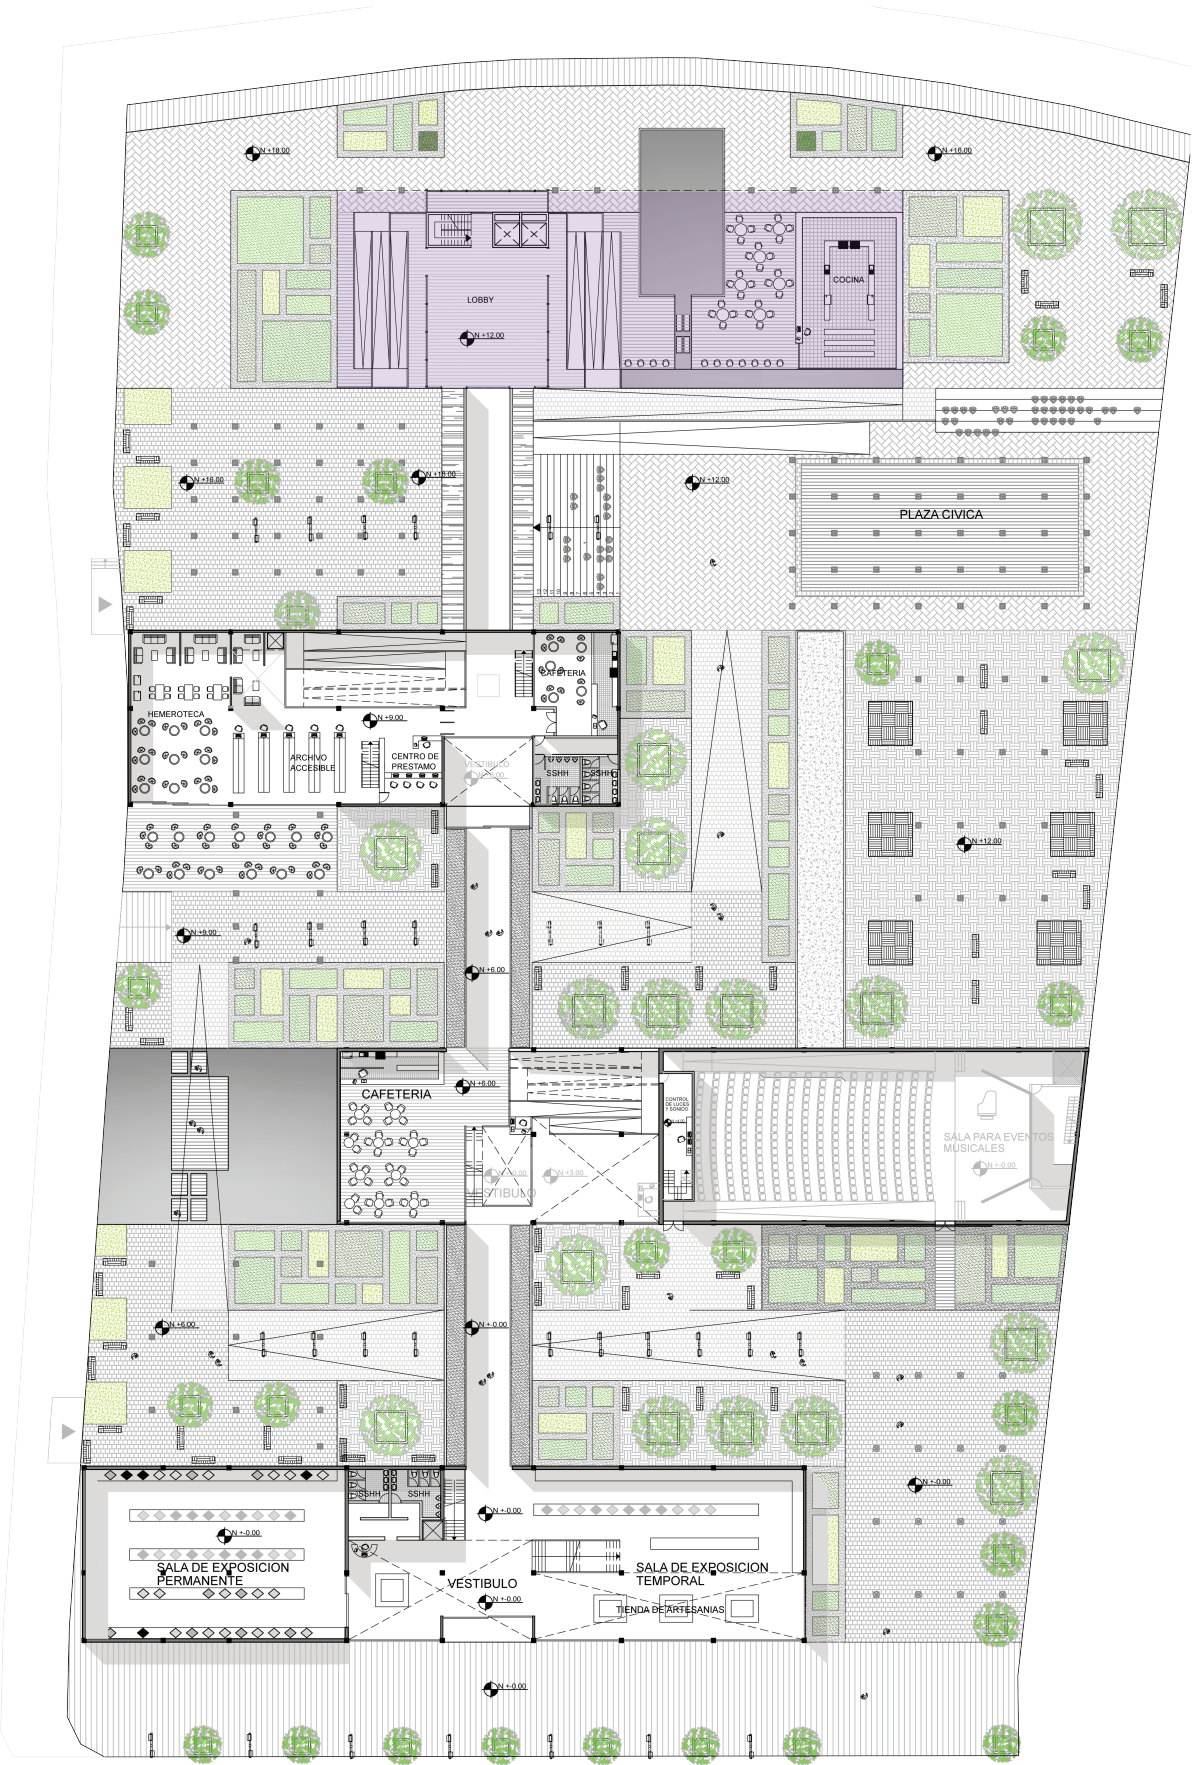 N +18.00
N +16.00
LOBBY
COCINA
N +12.00
N +16.00
N +12.00
PLAZA CIVICA
CAFETERIA
HEMEROTECA
N +9.00
ARCHIVO
ACCESIBLE
CENTRO DE
PRESTAMO
VESTIBULO
SSHH
SSHH
N +12.00
N +9.00
N +6.00
N +6.00
CAFETERIA
CONTROL
DE LUCES
Y SONIDO
SALA PARA EVENTOS
MUSICALES
N +-0.00
N +3.00
VESTIBULO
N +6.00
N +-0.00
N +-0.00
SSHH
SSHH
N +-0.00
N +-0.00
SALA DE EXPOSICION
PERMANENTE
VESTIBULO
N +-0.00
SALA DE EXPOSICION
TEMPORAL
TIENDA DE ARTESANIAS
N +-0.00